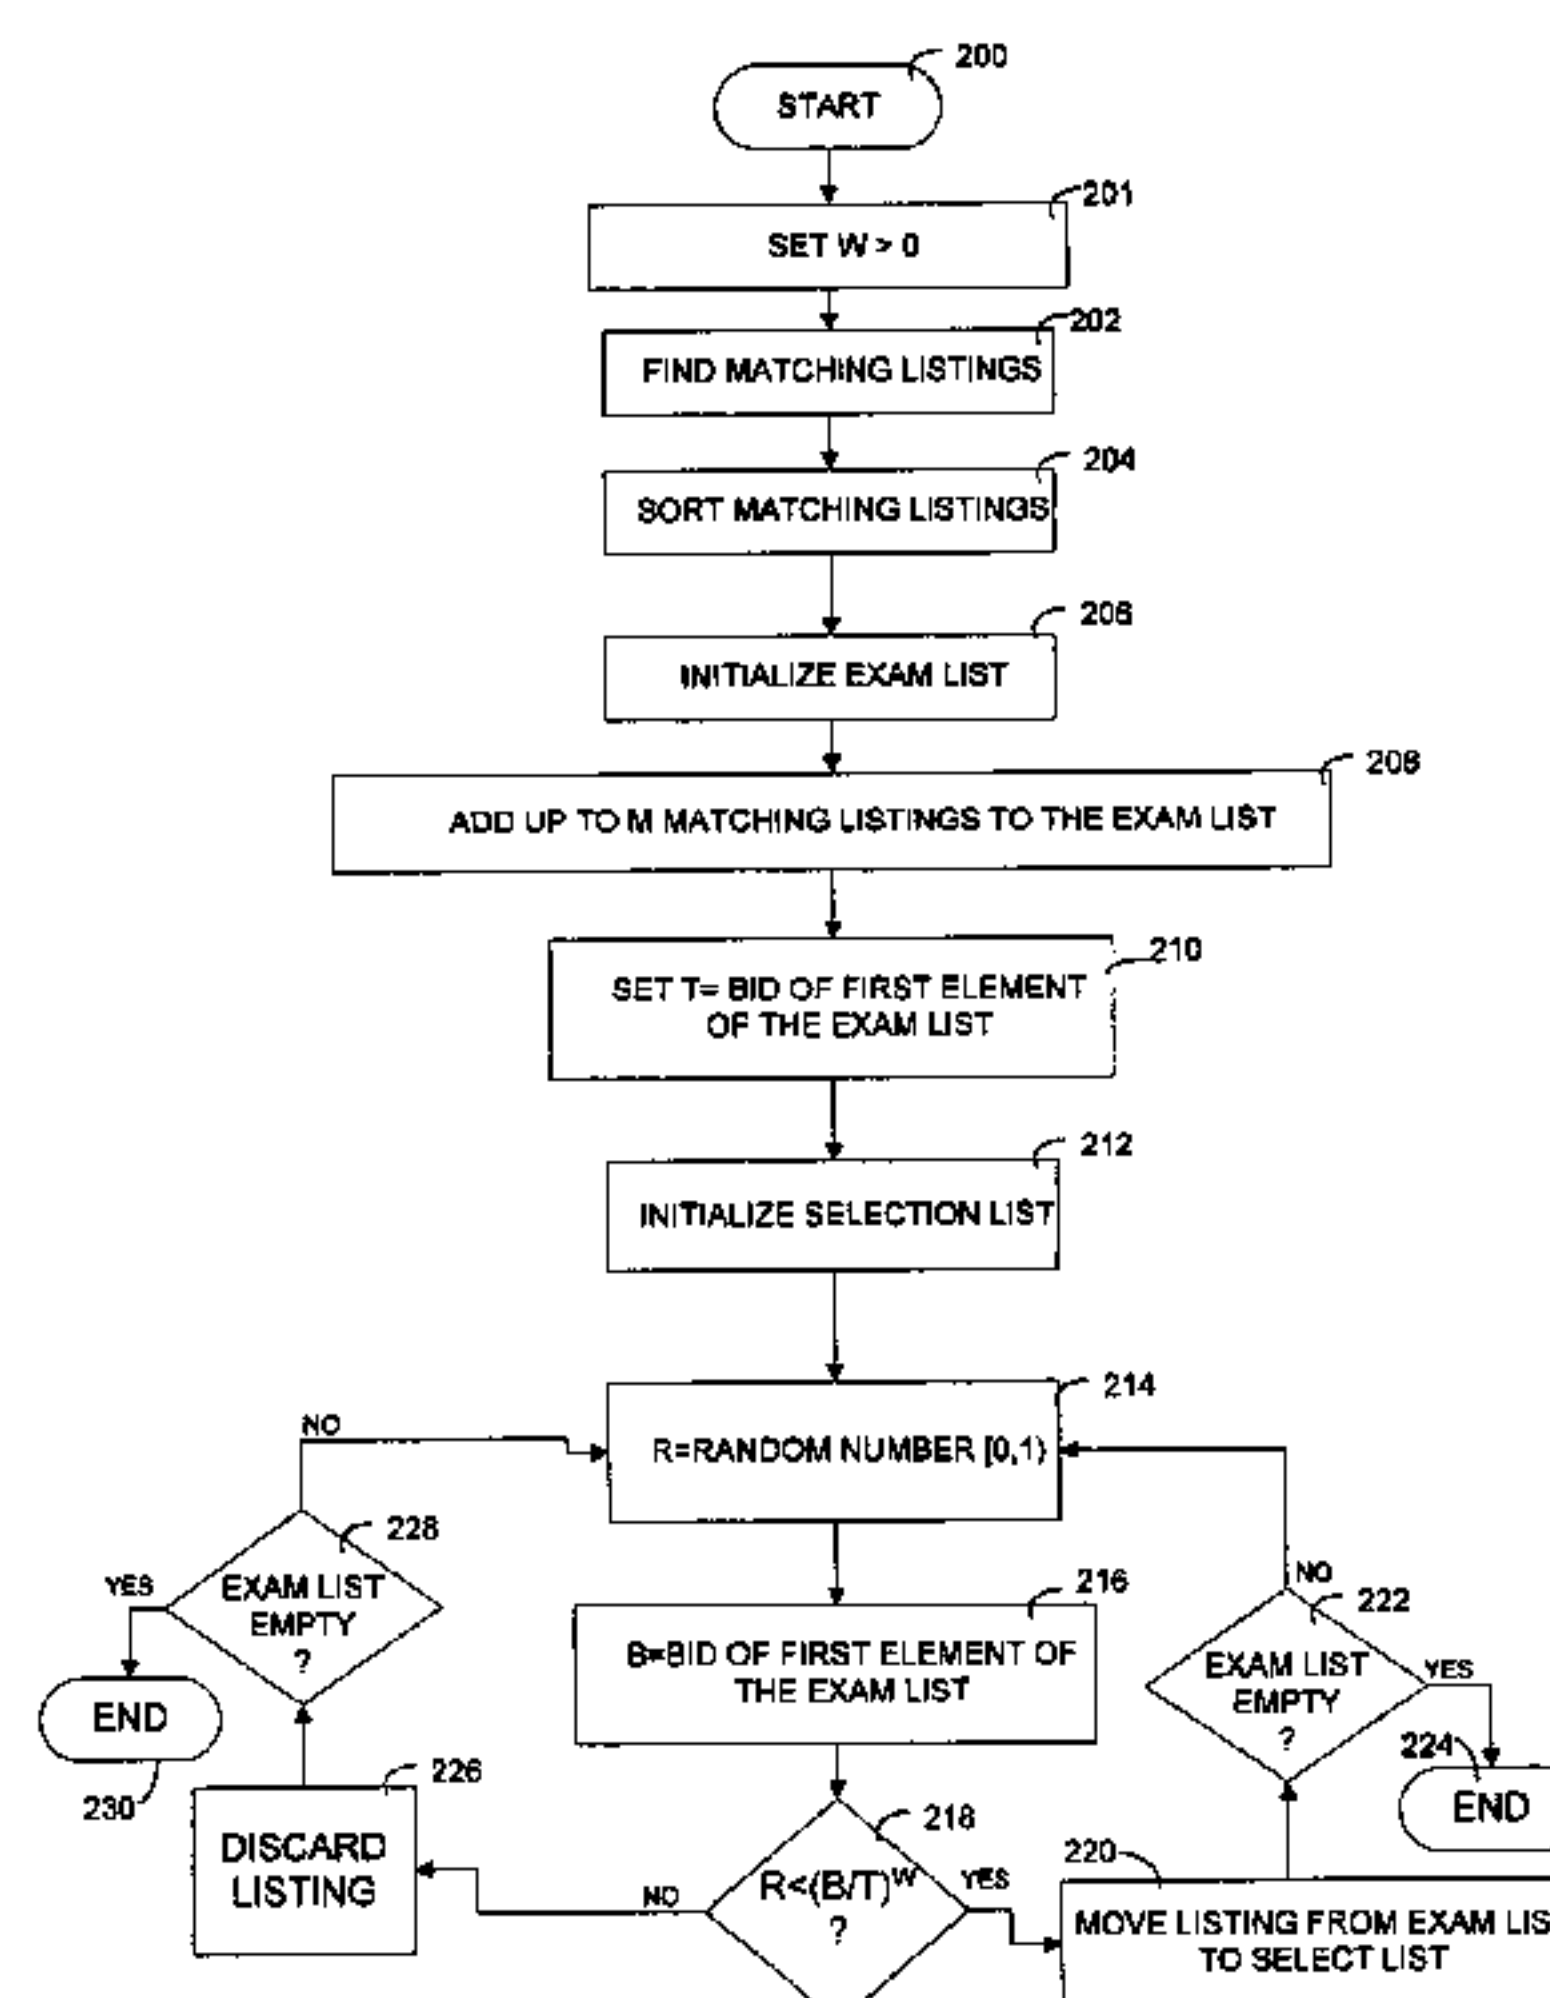 200
START
201
SET W > 0
202
FIND MATCHING LISTINGS
204
SORT MATCHING LISTINGS
206
INITIALIZE EXAM LIST
208
ADD UP TO M MATCHING LISTINGS TO THE EXAM LIST
210
SET T= BID OF FIRST ELEMENT
OF THE EXAM LIST
212
INITIALIZE SELECTION LIST
214
R=RANDOM NUMBER [0,1)
NO
228
YES
EXAM LIST
EMPTY
?
END
230
216
B=BID OF FIRST ELEMENT OF
THE EXAM LIST
NO
222
EXAM LIST
EMPTY
?
YES
224
END
226
DISCARD
LISTING
218
R<(B/T)^W
?
NO
YES
220
MOVE LISTING FROM EXAM LIS
TO SELECT LIST